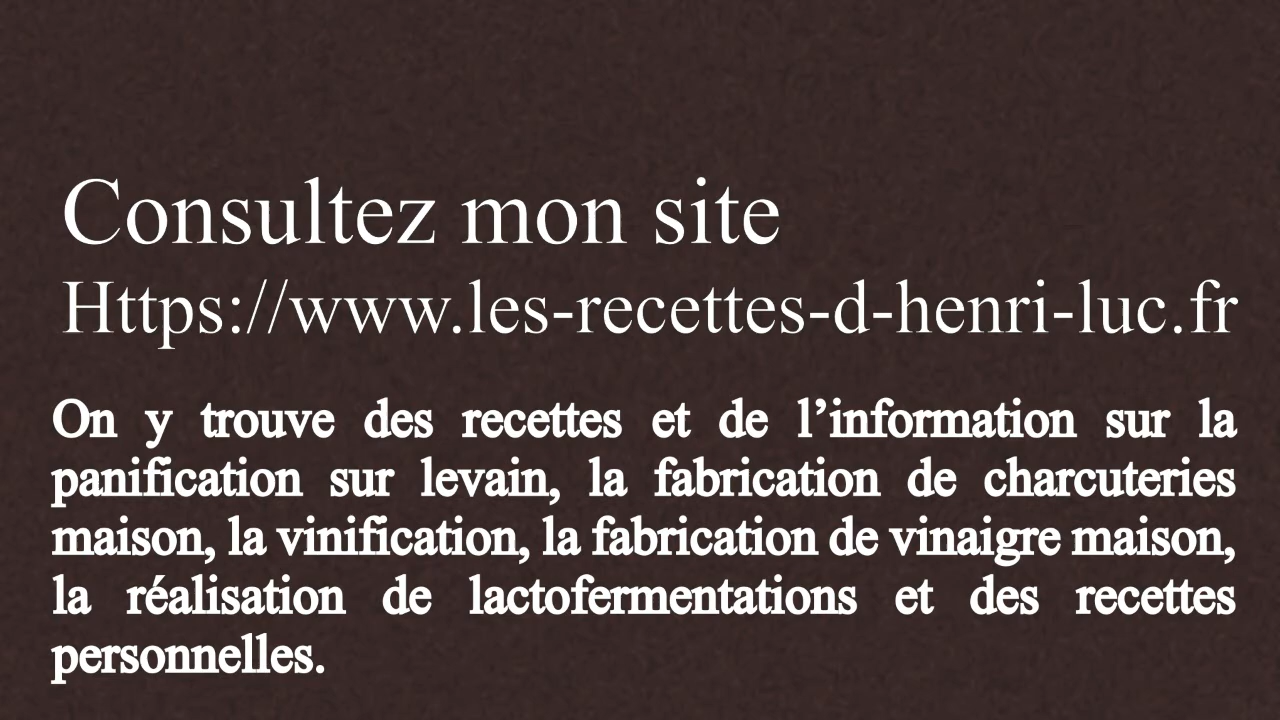 Consultez mon site
Https://www.les-recettes-d-henri-luc.fr
On y trouve des recettes et de l’information sur la
panification sur levain, la fabrication de charcuteries
maison, la vinification, la fabrication de vinaigre maison,
la réalisation de lactofermentations et des recettes
personnelles.